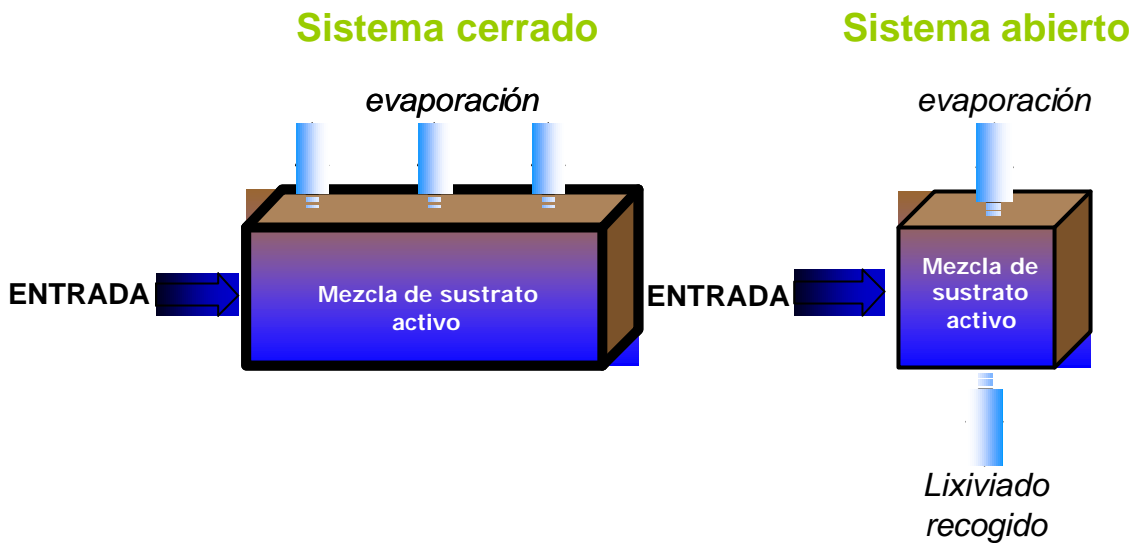 Sistema cerrado
evaporación
ENTRADA
Mezcla de sustrato
activo
Sistema abierto
evaporación
ENTRADA
Mezcla de
sustrato
activo
Lixiviado
recogido